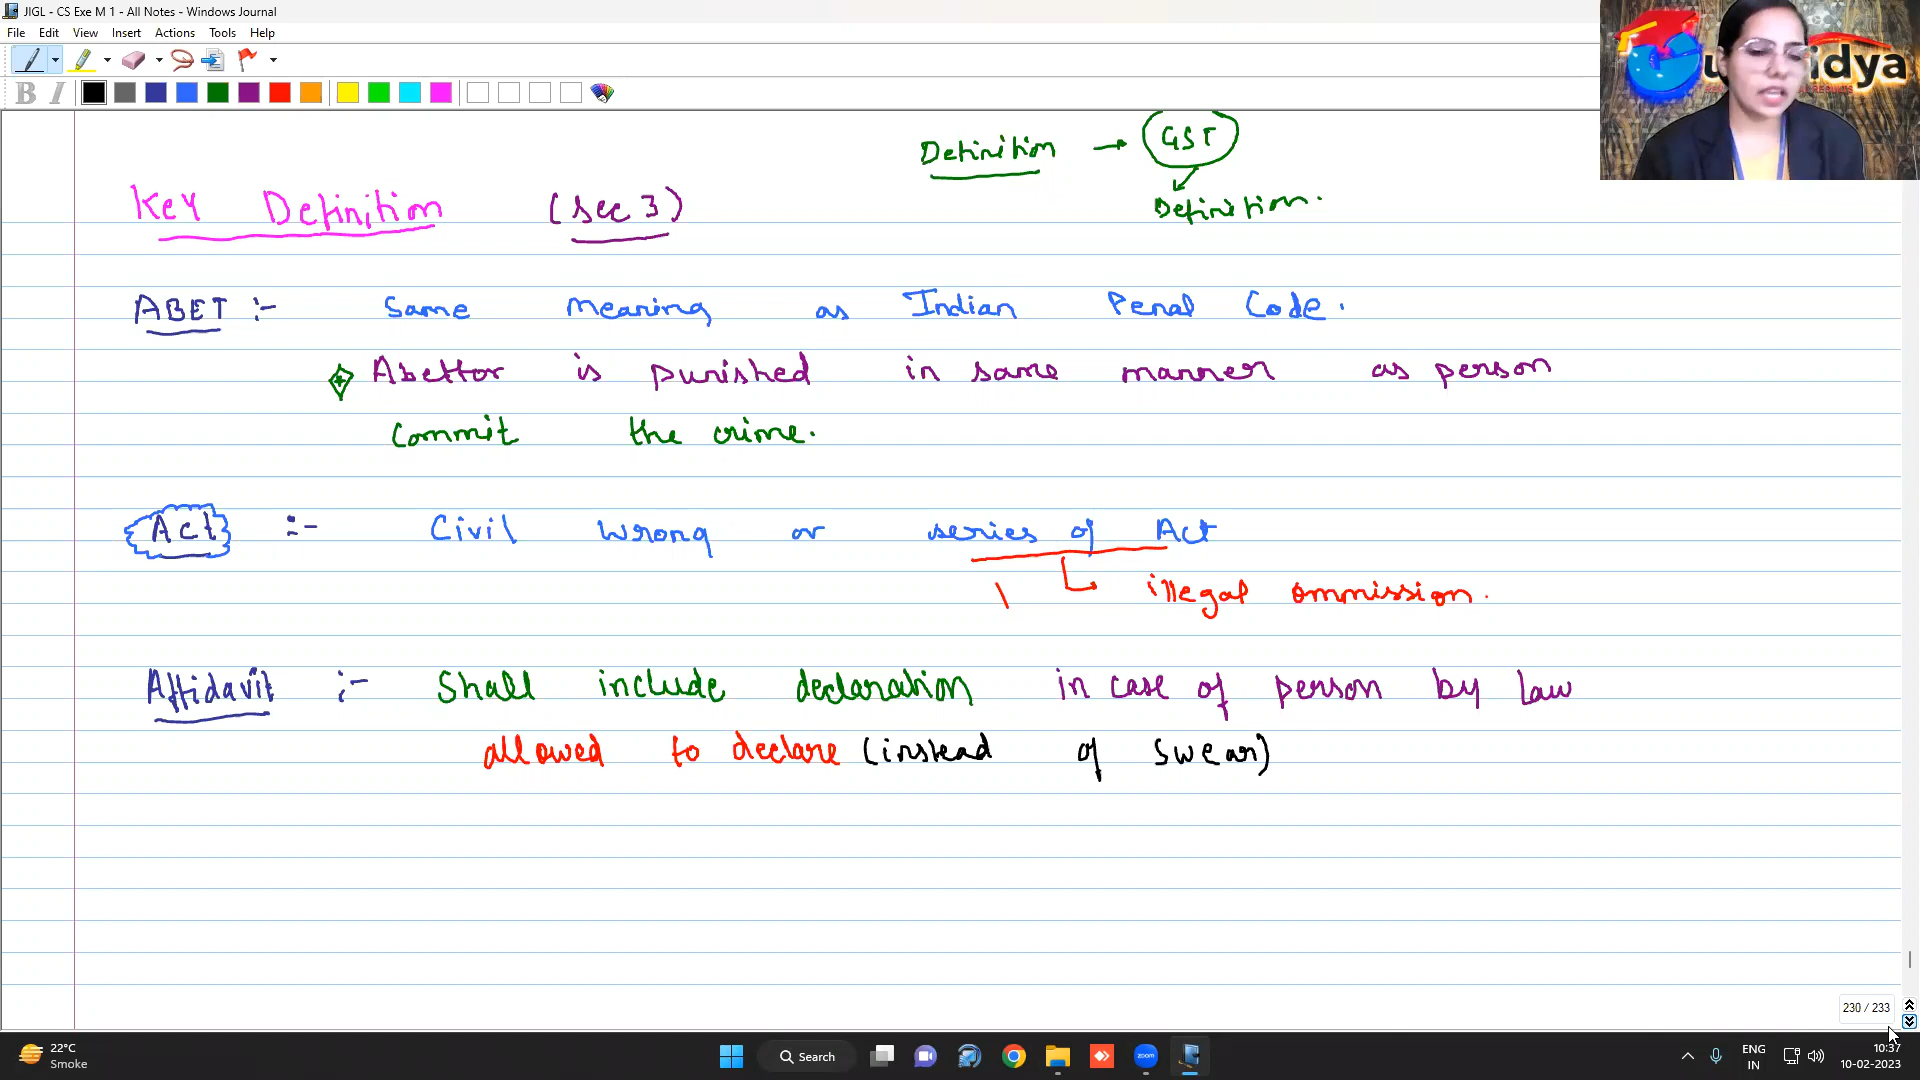 JIGL - CS Exe M 1 - All Notes - Windows Journal
File Edit View Insert Actions Tools Help
B I
idya
Definition → GST
Definition.
Key Definition (sec 3)
ABET :- Same meaning as Indian Penal Code.
Abettor is punished in same manner as person
Commit the crime.
Act :- Civil Wrong or series of Act
illegal ommission.
Affidavit :- Shall include declaration in case of person by law
allowed to declare (instead of swear)
230 / 233
22°C
Smoke
Search
zoom
ENG
IN
10:37
10-02-2023